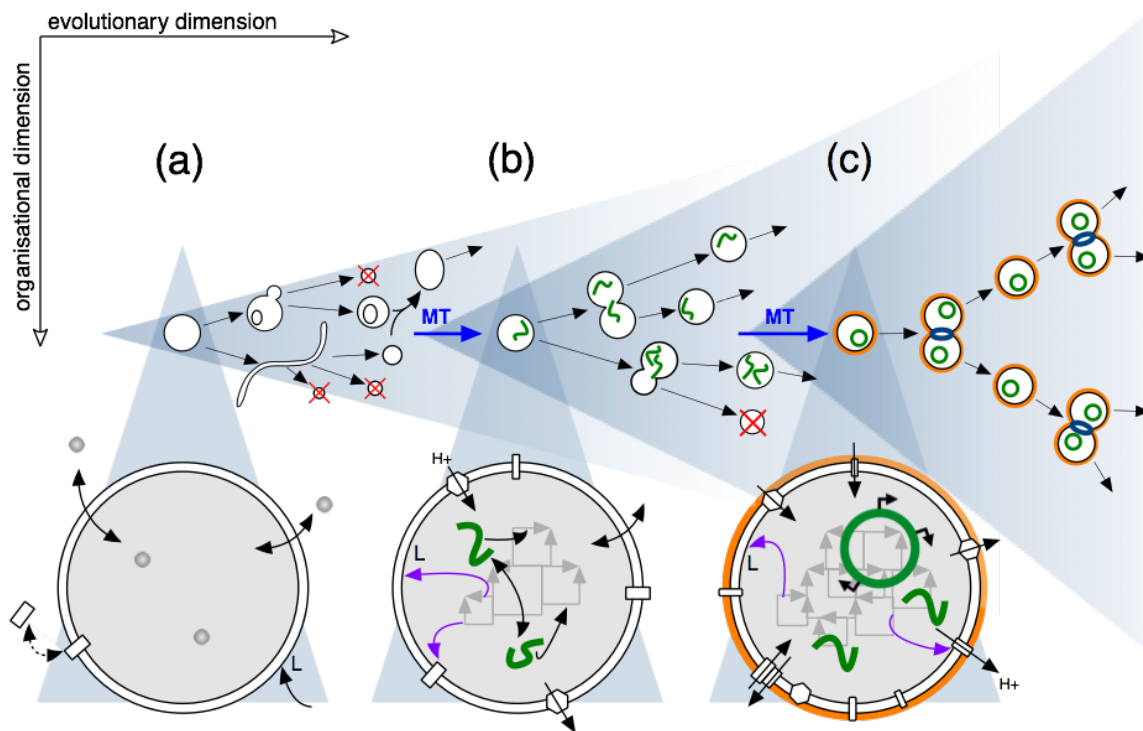 evolutionary dimension
organisational dimension
(a)
(b)
(c)
MT
MT
H+
L
L
L
H+